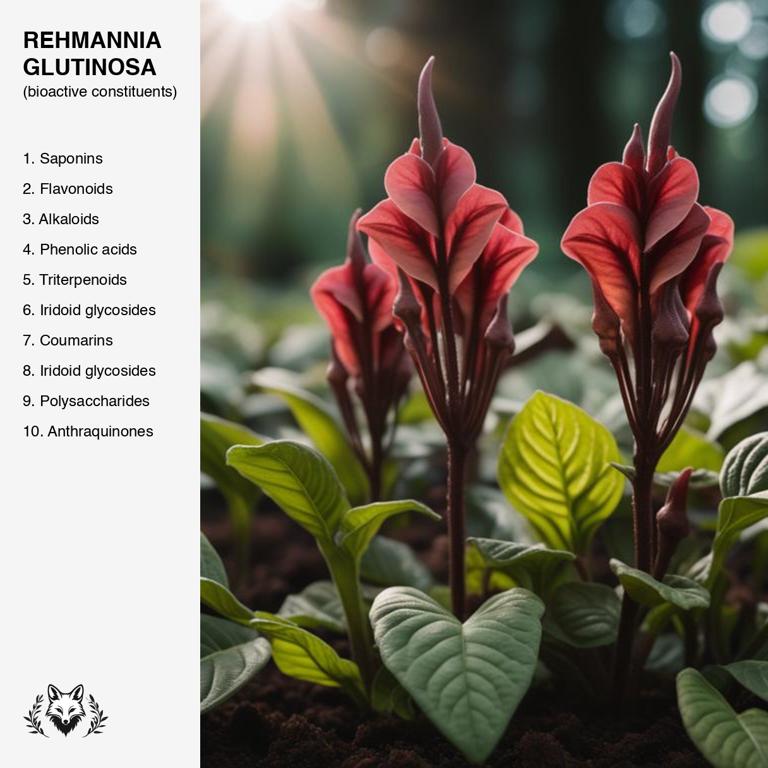 REHMANNIA
GLUTINOSA
(bioactive constituents)
1. Saponins
2. Flavonoids
3. Alkaloids
4. Phenolic acids
5. Triterpenoids
6. Iridoid glycosides
7. Coumarins
8. Iridoid glycosides
9. Polysaccharides
10. Anthraquinones